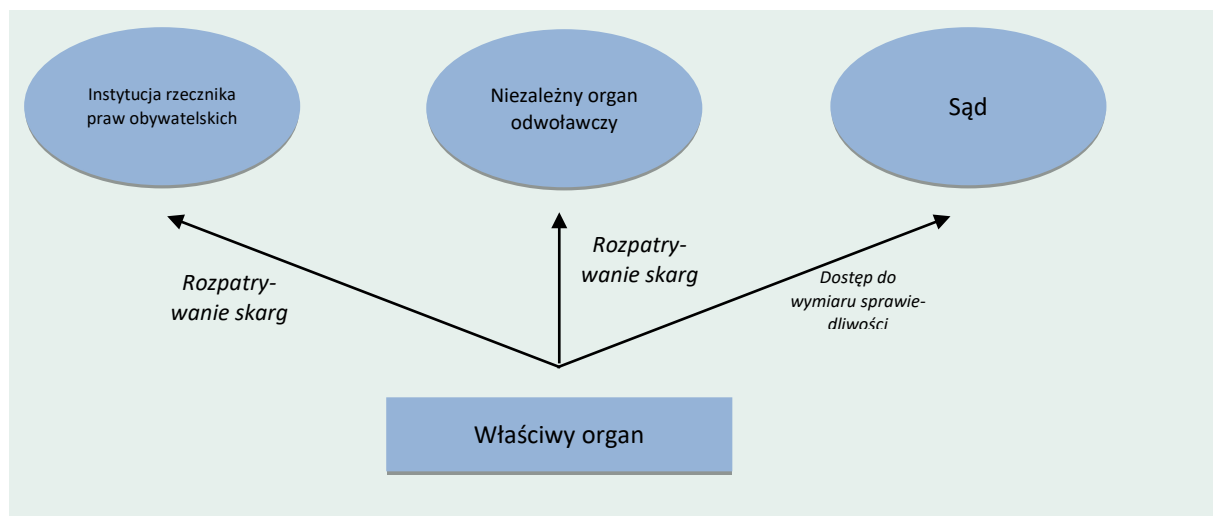 Instytucja rzecznika
praw obywatelskich
Niezależny organ
odwoławczy
Sąd
Rozpatry-
wanie skarg
Rozpatry-
wanie skarg
Dostęp do
wymiaru sprawie-
dliwości
Właściwy organ